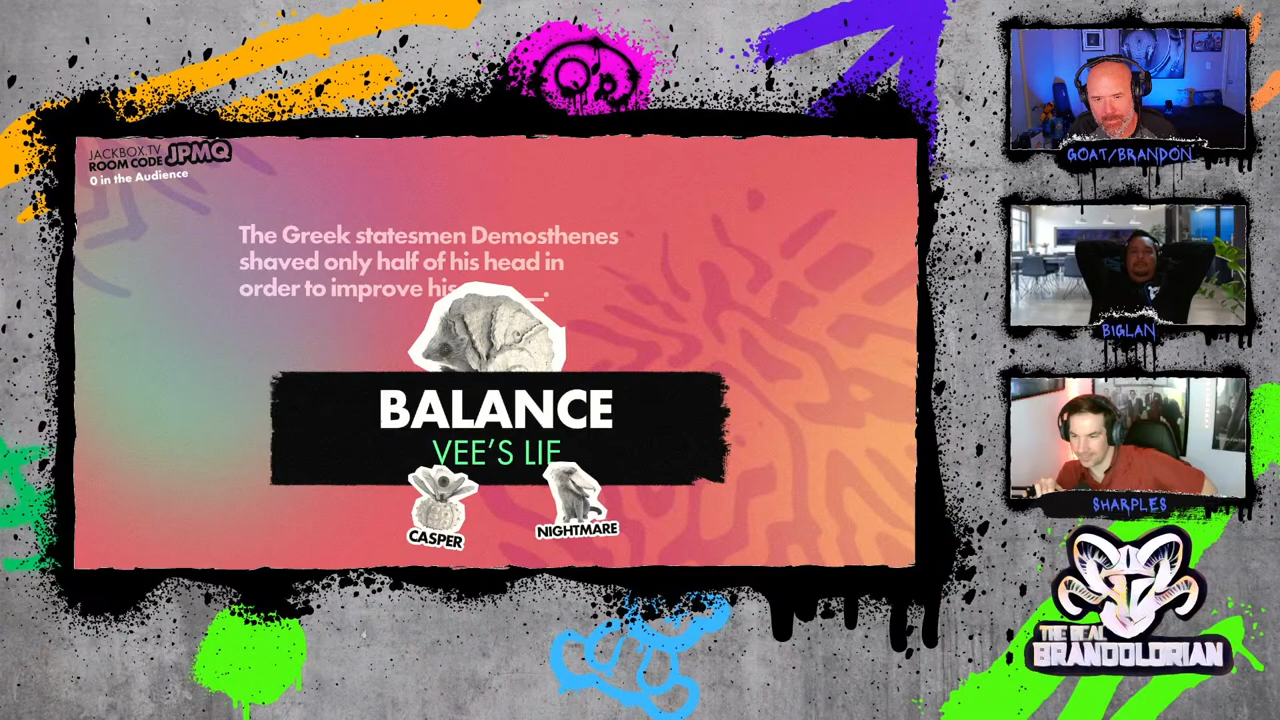 JACKBOX.TV
ROOM CODE JPMQ
0 in the Audience
The Greek statesmen Demosthenes
shaved only half of his head in
order to improve his ______.
BALANCE
VEE'S LIE
CASPER
NIGHTMARE
GOAT/BRANDON
BIGLAN
SHARPLES
THE REAL
BRANDOLORIAN